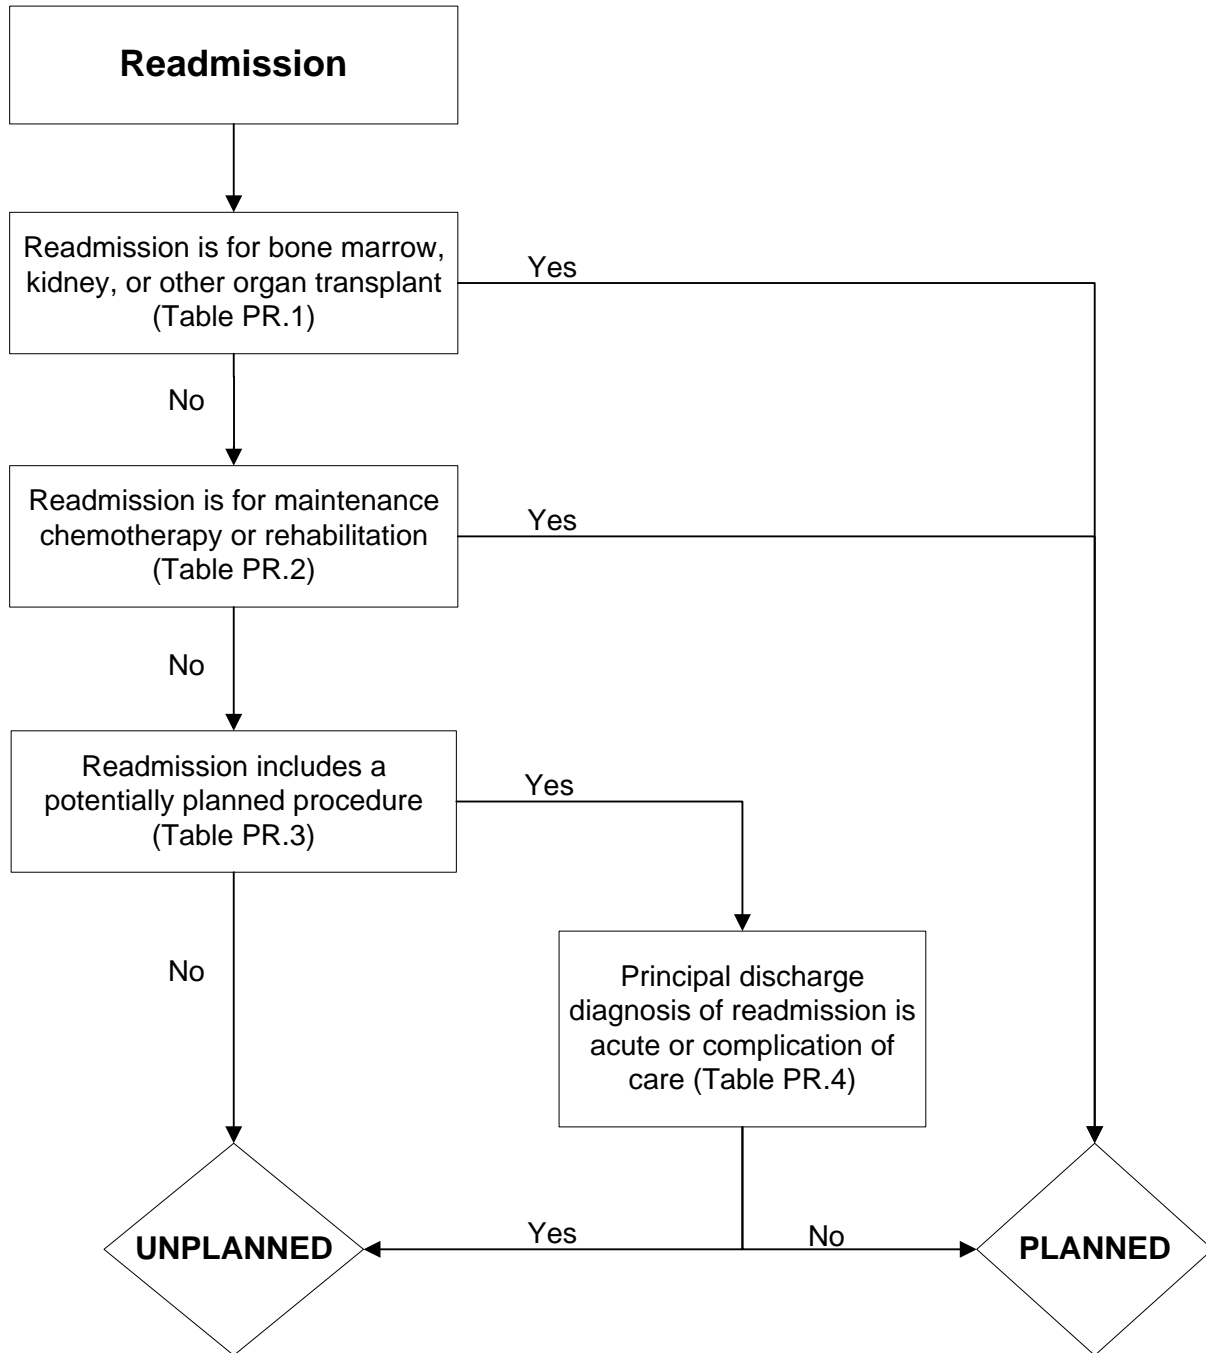 Readmission
Readmission is for bone marrow,
kidney, or other organ transplant
(Table PR.1)
Yes
No
Readmission is for maintenance
chemotherapy or rehabilitation
(Table PR.2)
Yes
No
Readmission includes a
potentially planned procedure
(Table PR.3)
Yes
No
Principal discharge
diagnosis of readmission is
acute or complication of
care (Table PR.4)
UNPLANNED
Yes
No
PLANNED